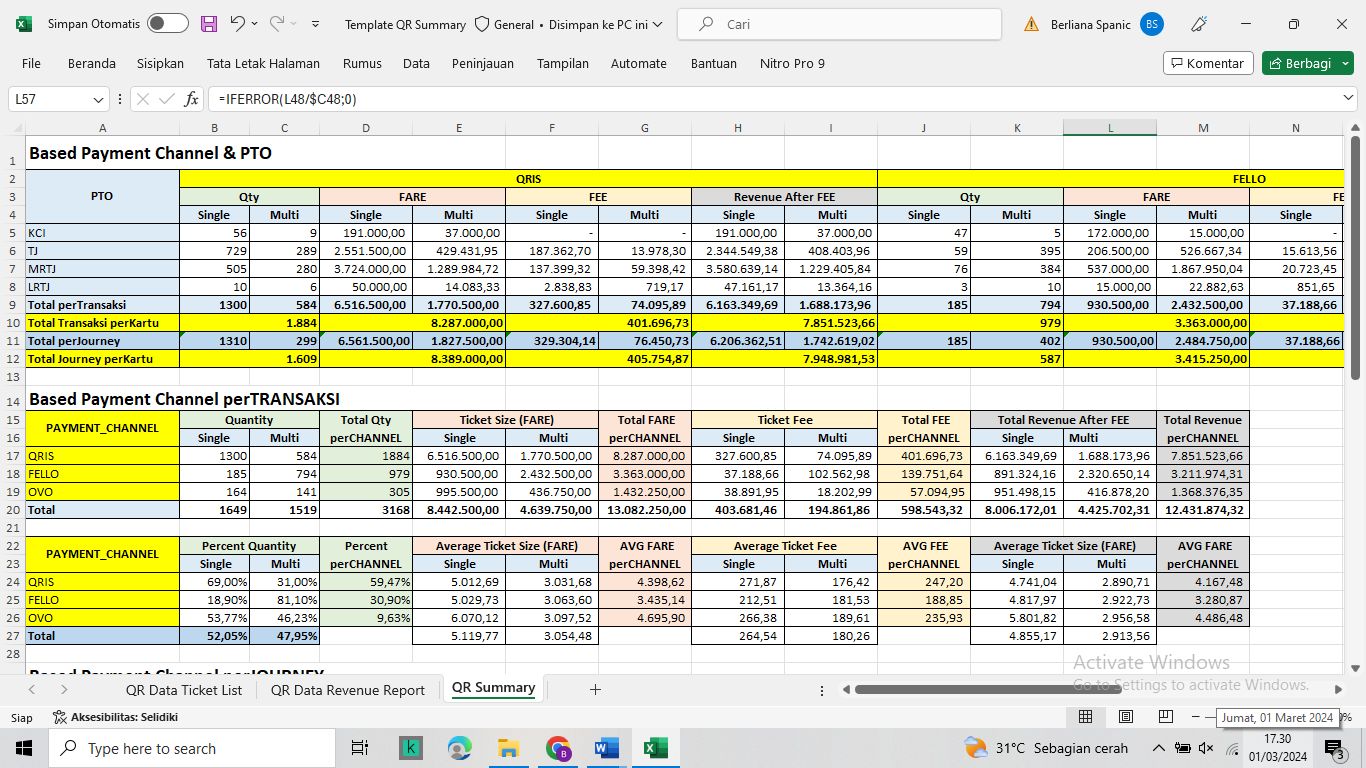 Simpan Otomatis Template QR Summary General • Disimpan ke PC ini Cari Berliana Spanic BS
File Beranda Sisipkan Tata Letak Halaman Rumus Data Peninjauan Tampilan Automate Bantuan Nitro Pro 9 Komentar Berbagi
L57 fx =IFERROR(L48/$C48;0)
A B C D E F G H I J K L M N
1 Based Payment Channel & PTO
2 QRIS FELLO
3 PTO Qty FARE FEE Revenue After FEE Qty FARE FE
4 Single Multi Single Multi Single Multi Single Multi Single Multi Single Multi Single
5 KCI 56 9 191.000,00 37.000,00 - - 191.000,00 37.000,00 47 5 172.000,00 15.000,00 -
6 TJ 729 289 2.551.500,00 429.431,95 187.362,70 13.978,30 2.344.549,38 408.403,96 59 395 206.500,00 526.667,34 15.613,56
7 MRTJ 505 280 3.724.000,00 1.289.984,72 137.399,32 59.398,42 3.580.639,14 1.229.405,84 76 384 537.000,00 1.867.950,04 20.723,45
8 LRTJ 10 6 50.000,00 14.083,33 2.838,83 719,17 47.161,17 13.364,16 3 10 15.000,00 22.882,63 851,65
9 Total perTransaksi 1300 584 6.516.500,00 1.770.500,00 327.600,85 74.095,89 6.163.349,69 1.688.173,96 185 794 930.500,00 2.432.500,00 37.188,66
10 Total Transaksi perKartu 1.884 8.287.000,00 401.696,73 7.851.523,66 979 3.363.000,00
11 Total perJourney 1310 299 6.561.500,00 1.827.500,00 329.304,14 76.450,73 6.206.362,51 1.742.619,02 185 402 930.500,00 2.484.750,00 37.188,66
12 Total Journey perKartu 1.609 8.389.000,00 405.754,87 7.948.981,53 587 3.415.250,00
13
14 Based Payment Channel perTRANSAKSI
15 PAYMENT_CHANNEL Quantity Total Qty Ticket Size (FARE) Total FARE Ticket Fee Total FEE Total Revenue After FEE Total Revenue
16 Single Multi perCHANNEL Single Multi perCHANNEL Single Multi perCHANNEL Single Multi perCHANNEL
17 QRIS 1300 584 1884 6.516.500,00 1.770.500,00 8.287.000,00 327.600,85 74.095,89 401.696,73 6.163.349,69 1.688.173,96 7.851.523,66
18 FELLO 185 794 979 930.500,00 2.432.500,00 3.363.000,00 37.188,66 102.562,98 139.751,64 891.324,16 2.320.650,14 3.211.974,31
19 OVO 164 141 305 995.500,00 436.750,00 1.432.250,00 38.891,95 18.202,99 57.094,95 951.498,15 416.878,20 1.368.376,35
20 Total 1649 1519 3168 8.442.500,00 4.639.750,00 13.082.250,00 403.681,46 194.861,86 598.543,32 8.006.172,01 4.425.702,31 12.431.874,32
21
22 PAYMENT_CHANNEL Percent Quantity Percent Average Ticket Size (FARE) AVG FARE Average Ticket Fee AVG FEE Average Ticket Size (FARE) AVG FARE
23 Single Multi perCHANNEL Single Multi perCHANNEL Single Multi perCHANNEL Single Multi perCHANNEL
24 QRIS 69,00% 31,00% 59,47% 5.012,69 3.031,68 4.398,62 271,87 176,42 247,20 4.741,04 2.890,71 4.167,48
25 FELLO 18,90% 81,10% 30,90% 5.029,73 3.063,60 3.435,14 212,51 181,53 188,85 4.817,97 2.922,73 3.280,87
26 OVO 53,77% 46,23% 9,63% 6.070,12 3.097,52 4.695,90 266,38 189,61 235,93 5.801,82 2.956,58 4.486,48
27 Total 52,05% 47,95% 5.119,77 3.054,48 264,54 180,26 4.855,17 2.913,56
28
Activate Windows
Go to Settings to activate Windows.
QR Data Ticket List QR Data Revenue Report QR Summary
Siap Aksesibilitas: Selidiki Jumat, 01 Maret 2024
Type here to search 31°C Sebagian cerah 17.30
01/03/2024 3